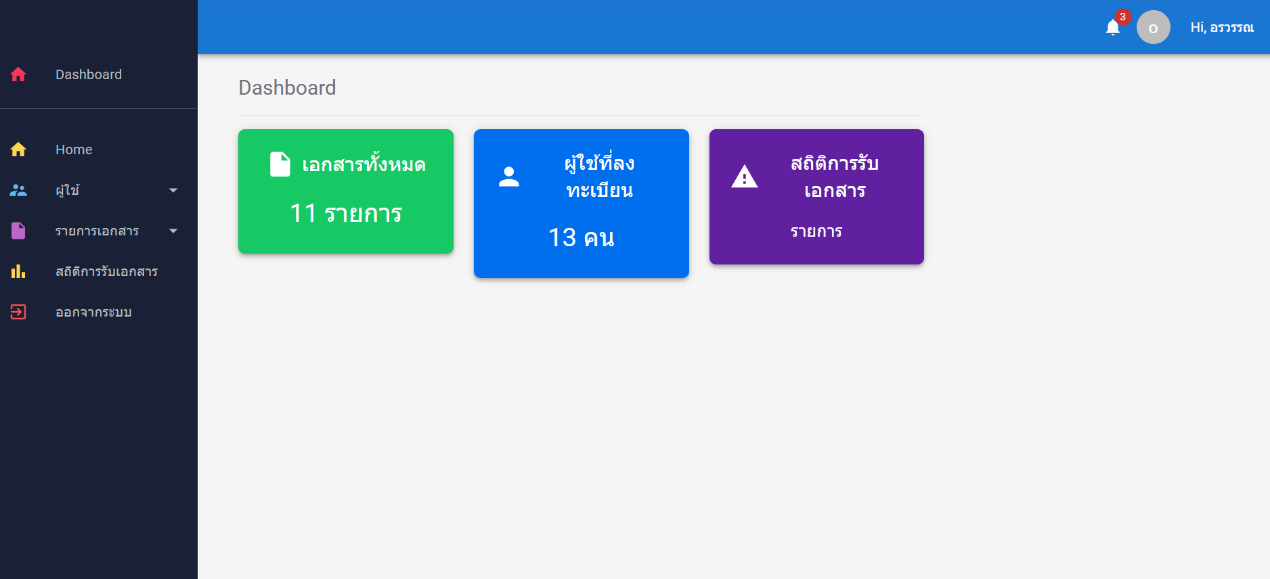 3
o
Hi, อรวรรณ
Dashboard
Home
ผู้ใช้
รายการเอกสาร
สถิติการรับเอกสาร
ออกจากระบบ
Dashboard
เอกสารทั้งหมด
11 รายการ
ผู้ใช้ที่ลง
ทะเบียน
13 คน
สถิติการรับ
เอกสาร
รายการ